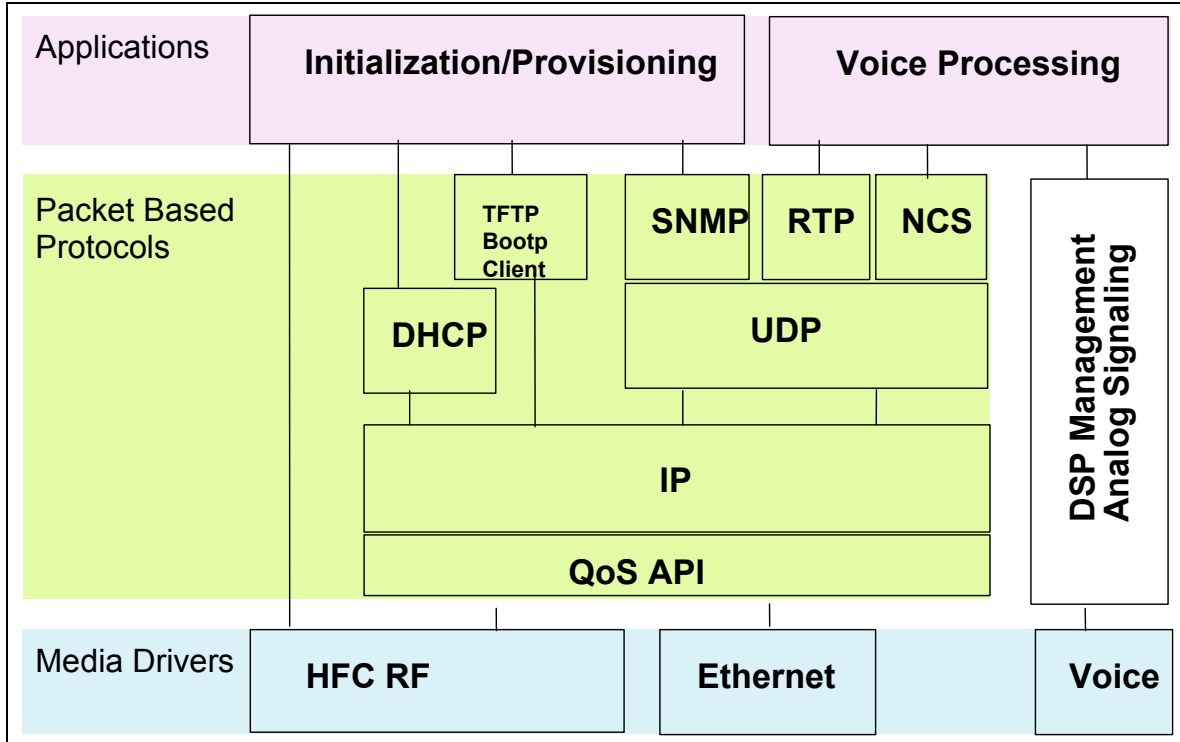 Applications
Initialization/Provisioning
Voice Processing
Packet Based
Protocols
TFTP
Bootp
Client
SNMP
RTP
NCS
DHCP
UDP
IP
QoS API
DSP Management
Analog Signaling
Media Drivers
HFC RF
Ethernet
Voice